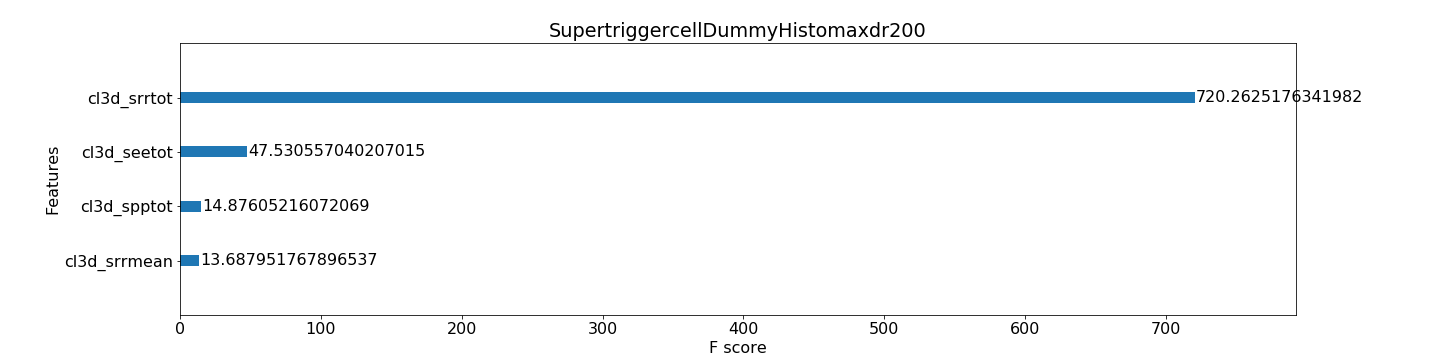 SupertriggercellDummyHistomaxdr200
cl3d_srrtot
720.2625176341982
cl3d_seetot
47.530557040207015
cl3d_spptot
14.87605216072069
cl3d_srrmean
13.687951767896537
Features
0 100 200 300 400 500 600 700
F score